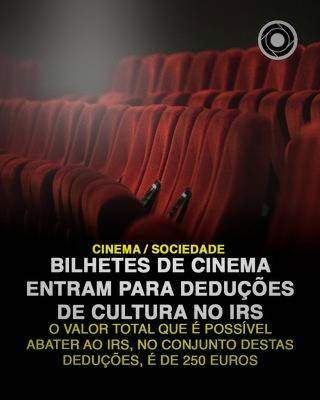 CINEMA / SOCIEDADE
BILHETES DE CINEMA
ENTRAM PARA DEDUÇÕES
DE CULTURA NO IRS
O VALOR TOTAL QUE É POSSÍVEL
ABATER AO IRS, NO CONJUNTO DESTAS
DEDUÇÕES, É DE 250 EUROS